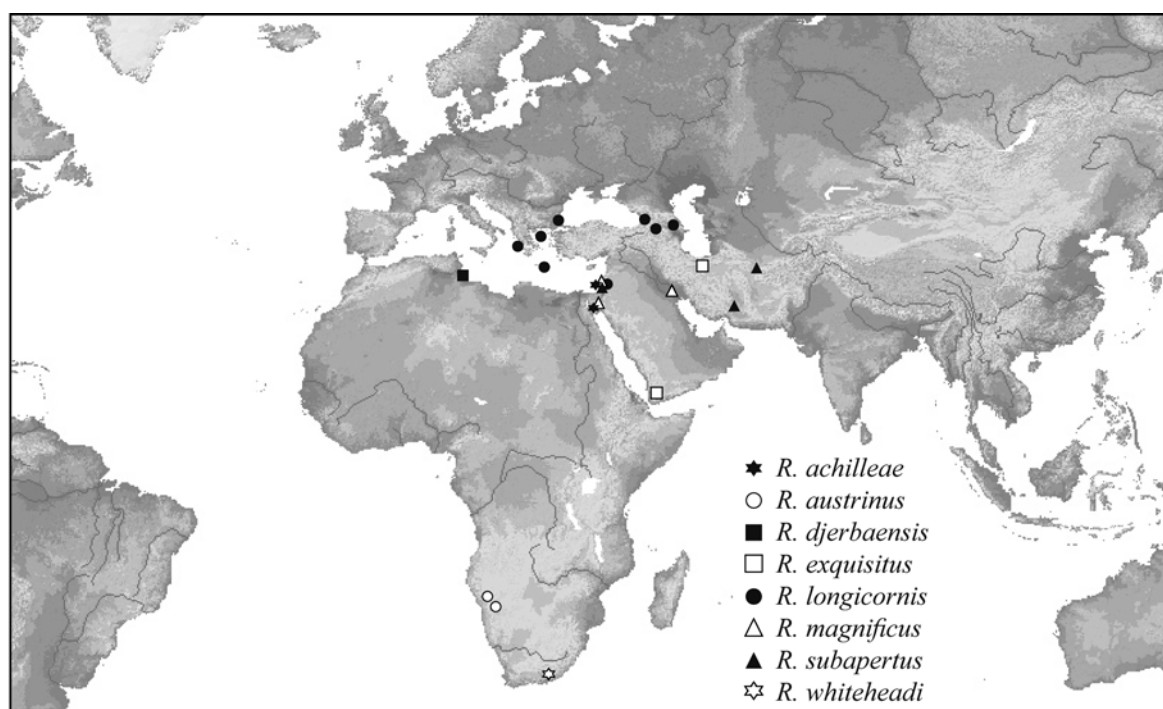 R. achilleae
R. austrinus
R. djerbaensis
R. exquisitus
R. longicornis
R. magnificus
R. subapertus
R. whiteheadi